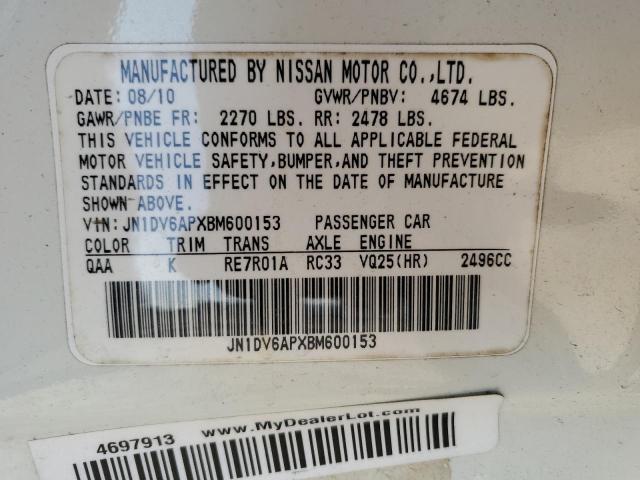 MANUFACTURED BY NISSAN MOTOR CO.,LTD.
DATE: 08/10 GVWR/PNBV: 4674 LBS.
GAWR/PNBE FR: 2270 LBS. RR: 2478 LBS.
THIS VEHICLE CONFORMS TO ALL APPLICABLE FEDERAL
MOTOR VEHICLE SAFETY,BUMPER,AND THEFT PREVENTION
STANDARDS IN EFFECT ON THE DATE OF MANUFACTURE
SHOWN ABOVE.
VIN: JN1DV6APXBM600153 PASSENGER CAR
COLOR TRIM TRANS AXLE ENGINE
QAA K RE7R01A RC33 VQ25(HR) 2496CC
JN1DV6APXBM600153
4697913 www.MyDealerLot.com